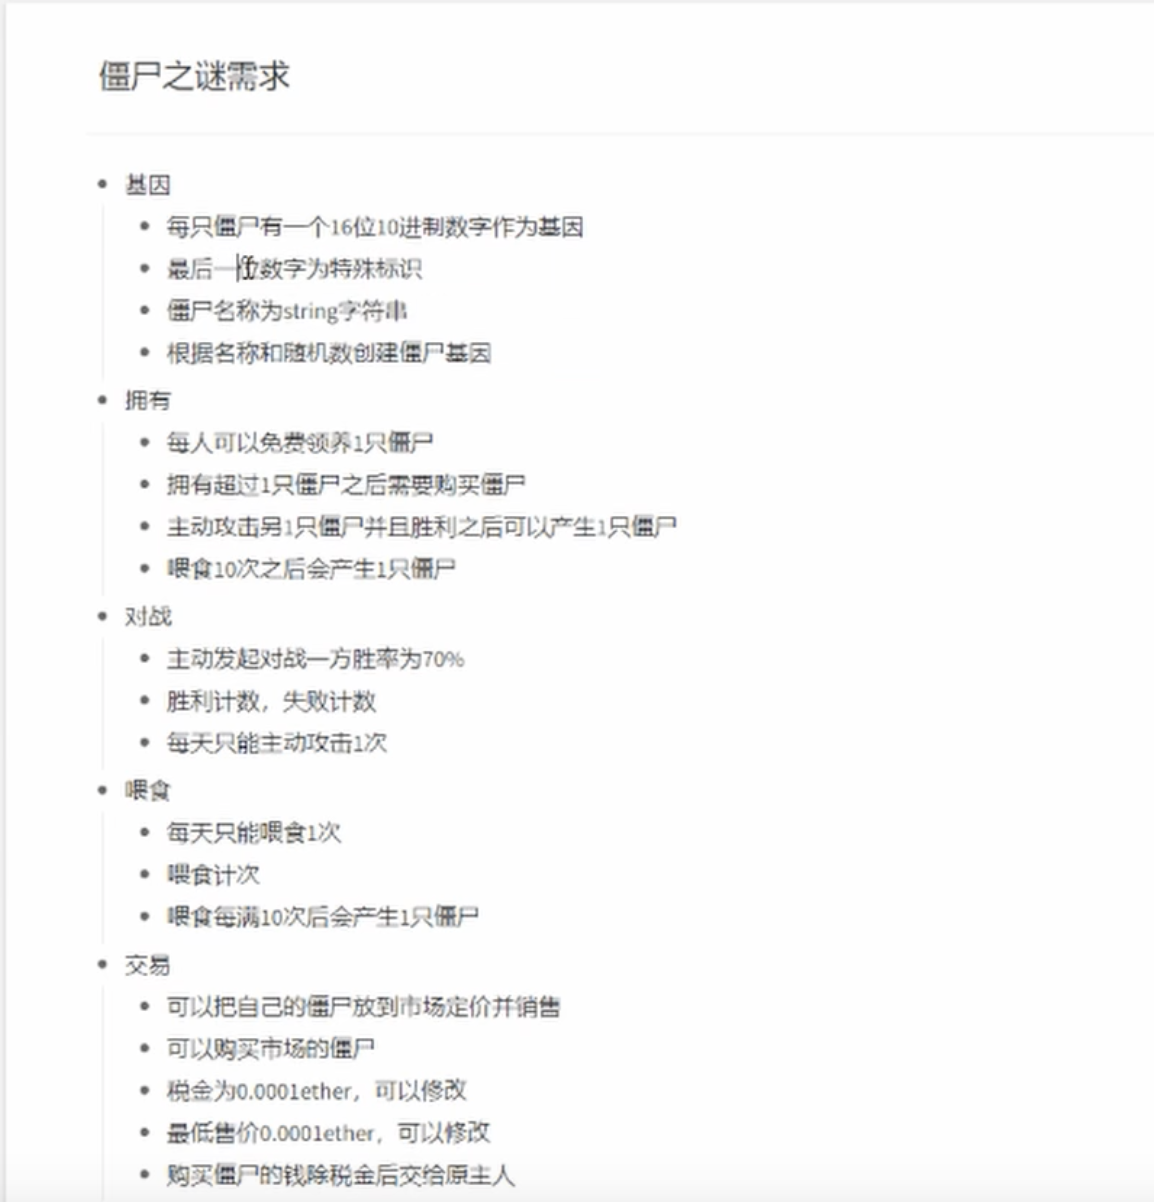 僵尸之谜需求
基因
每只僵尸有一个16位10进制数字作为基因
最后一位数字为特殊标识
僵尸名称为string字符串
根据名称和随机数创建僵尸基因
拥有
每人可以免费领养1只僵尸
拥有超过1只僵尸之后需要购买僵尸
主动攻击另1只僵尸并且胜利之后可以产生1只僵尸
喂食10次之后会产生1只僵尸
对战
主动发起对战一方胜率为70%
胜利计数，失败计数
每天只能主动攻击1次
喂食
每天只能喂食1次
喂食计次
喂食每满10次后会产生1只僵尸
交易
可以把自己的僵尸放到市场定价并销售
可以购买市场的僵尸
税金为0.0001ether，可以修改
最低售价0.0001ether，可以修改
购买僵尸的钱除税金后交给原主人